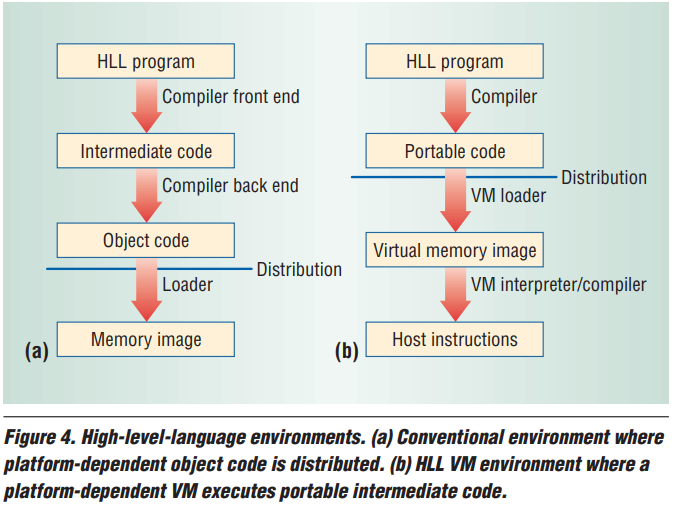 HLL program
Compiler front end
Intermediate code
Compiler back end
Object code
Distribution
Loader
Memory image
(a)
HLL program
Compiler
Portable code
Distribution
VM loader
Virtual memory image
VM interpreter/compiler
Host instructions
(b)
Figure 4. High-level-language environments. (a) Conventional environment where
platform-dependent object code is distributed. (b) HLL VM environment where a
platform-dependent VM executes portable intermediate code.